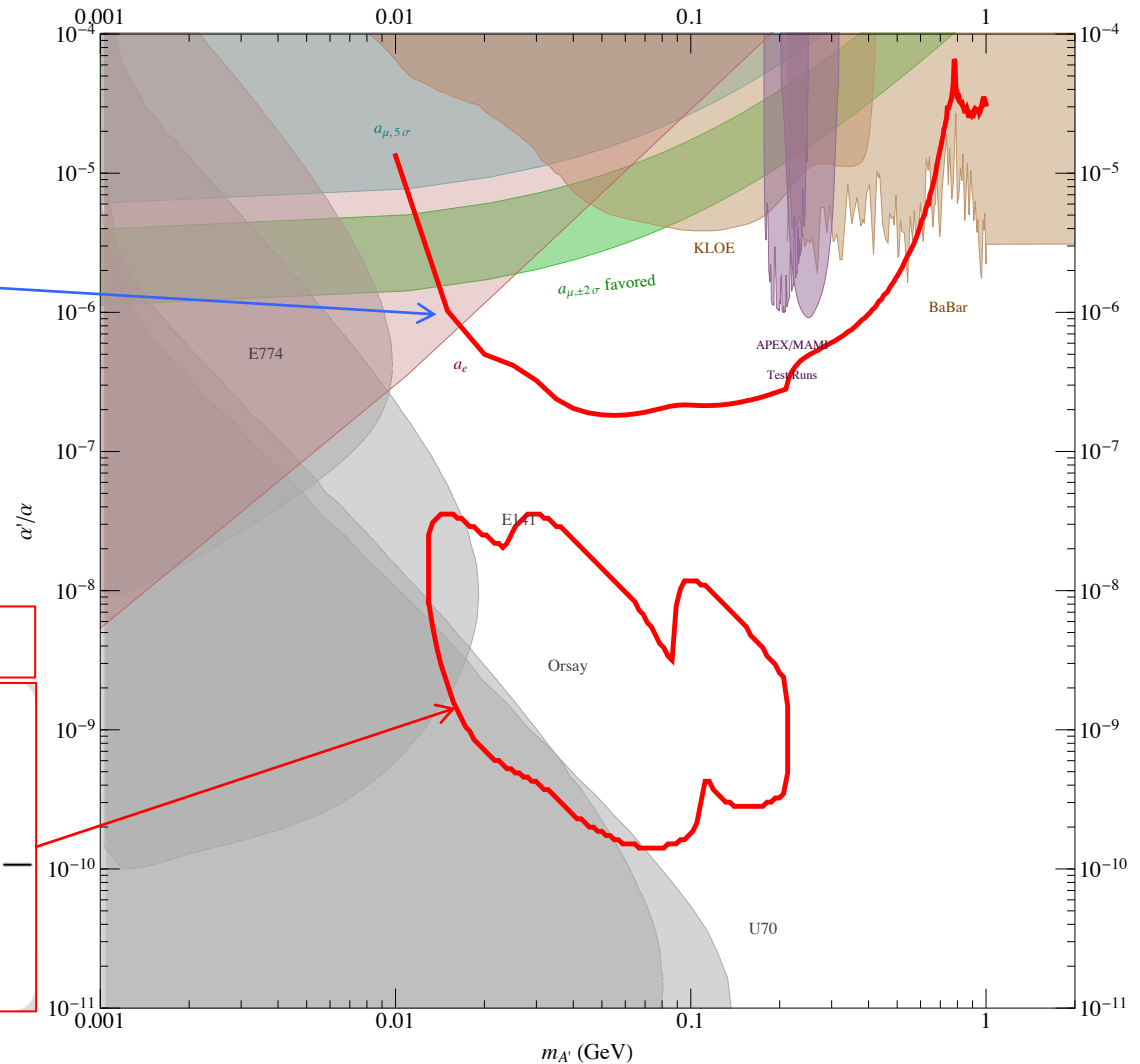 0.001 0.01 0.1 1
10⁻⁴ 10⁻⁴
a_μ,5σ
10⁻⁵ 10⁻⁵
KLOE
a_μ,±2σ favored
10⁻⁶ 10⁻⁶
BaBar
APEX/MAMI
Test Runs
E774
a_e
10⁻⁷ 10⁻⁷
α'/α
E141
10⁻⁸ 10⁻⁸
Orsay
10⁻⁹ 10⁻⁹
10⁻¹⁰ 10⁻¹⁰
U70
10⁻¹¹ 10⁻¹¹
0.001 0.01 0.1 1
m_A' (GeV)